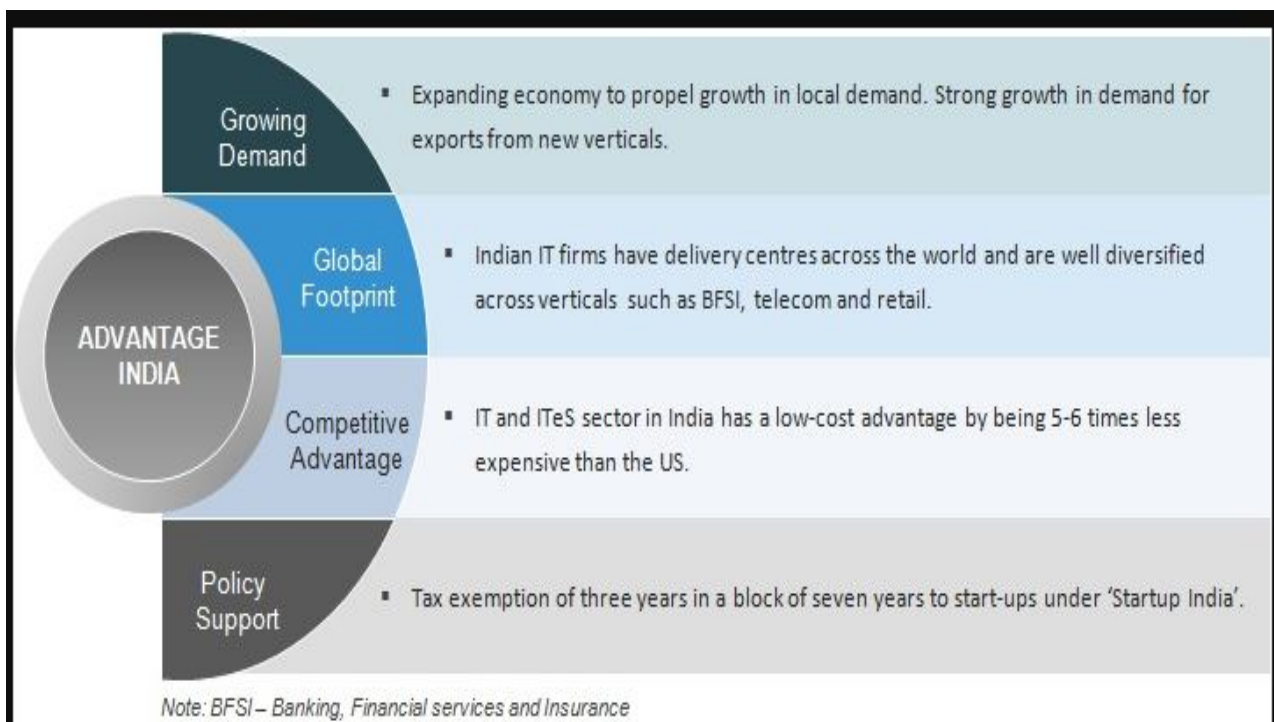 ADVANTAGE
INDIA
Growing
Demand
▪ Expanding economy to propel growth in local demand. Strong growth in demand for
exports from new verticals.
Global
Footprint
▪ Indian IT firms have delivery centres across the world and are well diversified
across verticals such as BFSI, telecom and retail.
Competitive
Advantage
▪ IT and ITeS sector in India has a low-cost advantage by being 5-6 times less
expensive than the US.
Policy
Support
▪ Tax exemption of three years in a block of seven years to start-ups under ‘Startup India’.
Note: BFSI – Banking, Financial services and Insurance